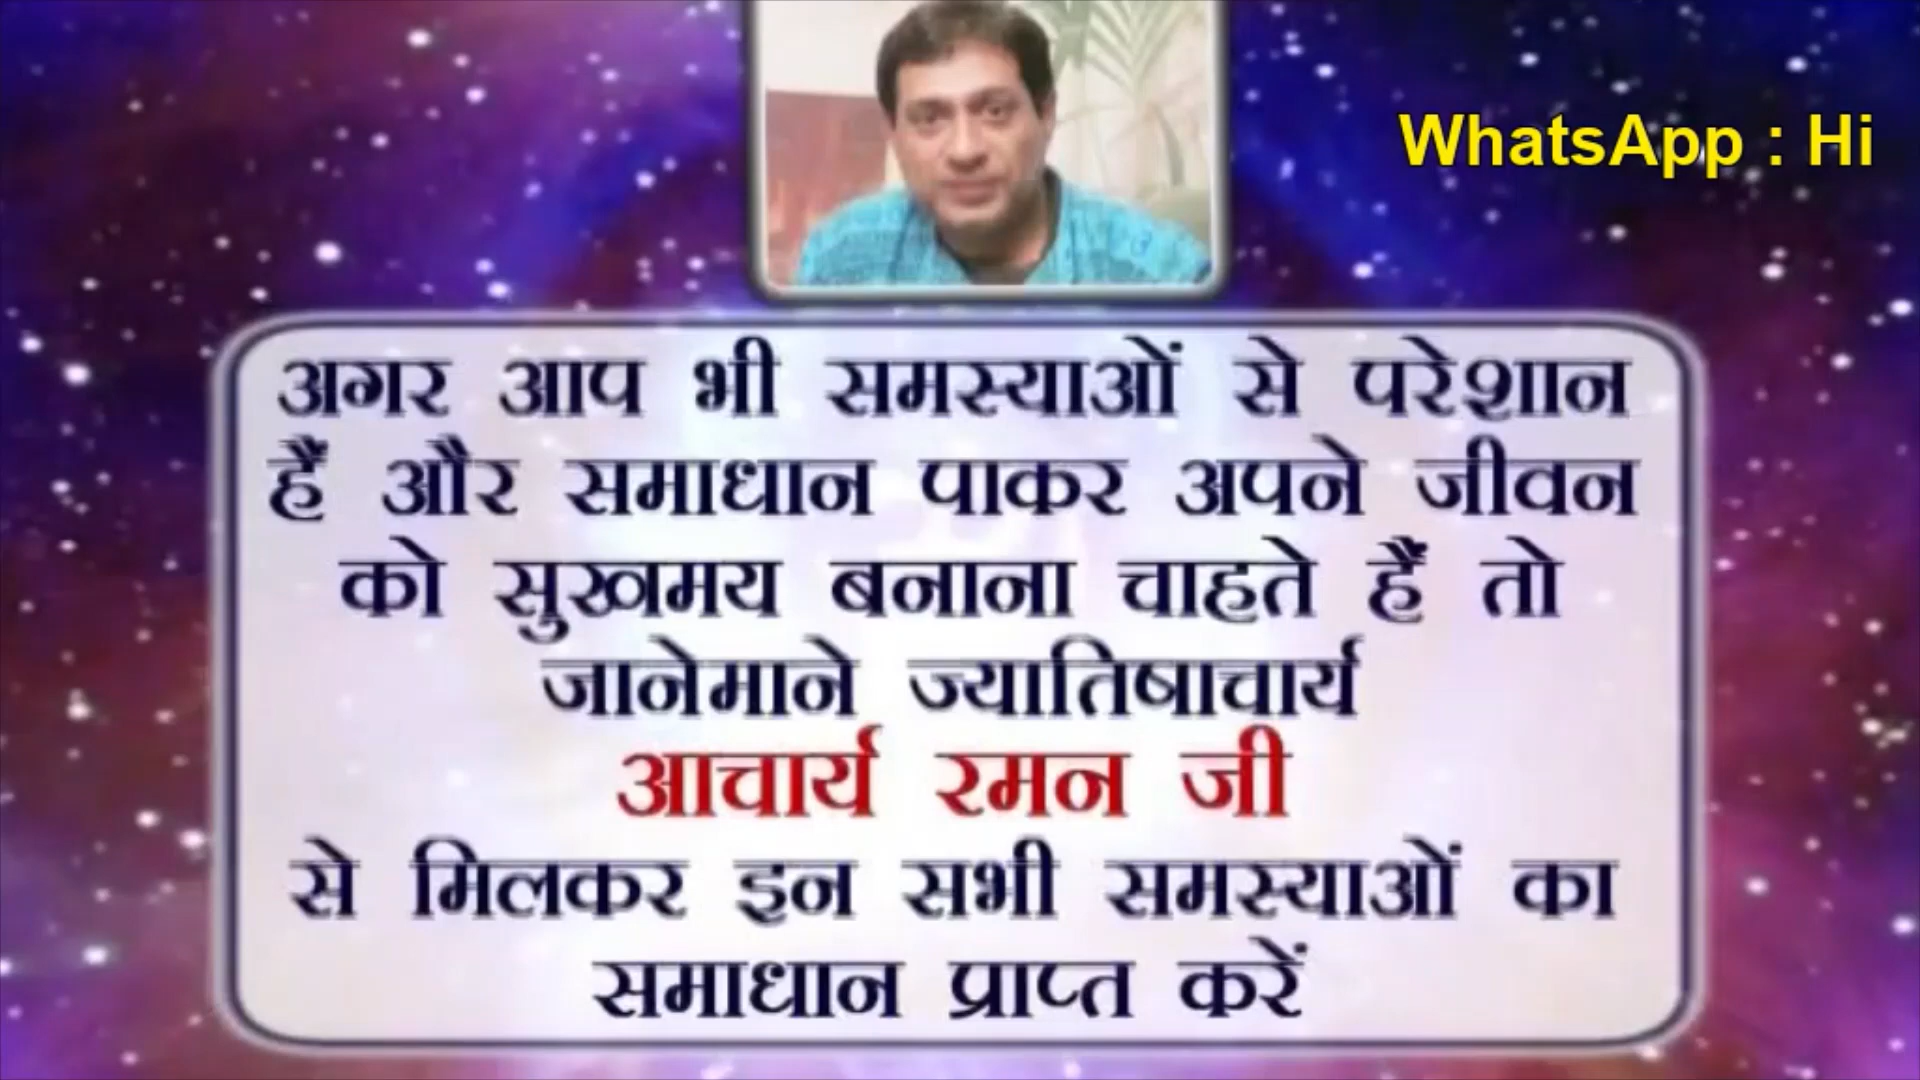 WhatsApp : Hi
अगर आप भी समस्याओं से परेशान
हैं और समाधान पाकर अपने जीवन
को सुखमय बनाना चाहते हैं तो
जानेमाने ज्यातिषाचार्य
आचार्य रमन जी
से मिलकर इन सभी समस्याओं का
समाधान प्राप्त करें